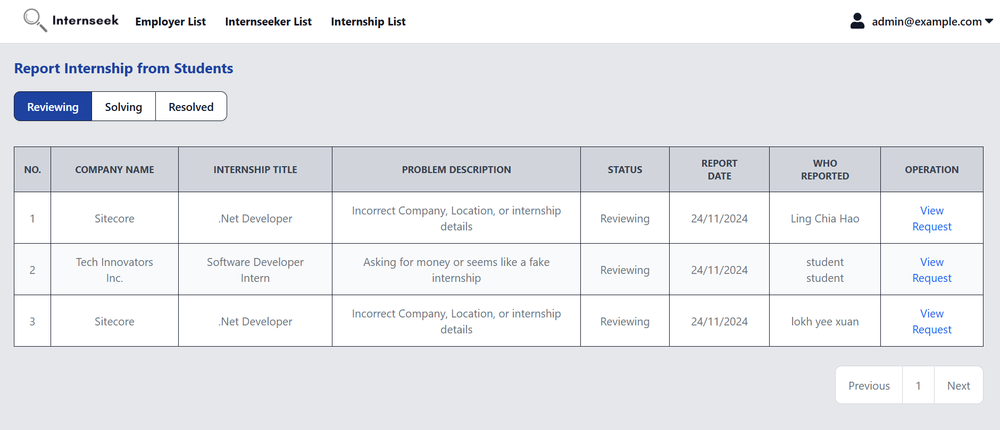 Internseek
Employer List
Internseeker List
Internship List
admin@example.com
Report Internship from Students
Reviewing
Solving
Resolved
NO.
COMPANY NAME
INTERNSHIP TITLE
PROBLEM DESCRIPTION
STATUS
REPORT
DATE
WHO
REPORTED
OPERATION
1
Sitecore
.Net Developer
Incorrect Company, Location, or internship
details
Reviewing
24/11/2024
Ling Chia Hao
View
Request
2
Tech Innovators
Inc.
Software Developer
Intern
Asking for money or seems like a fake
internship
Reviewing
24/11/2024
student
student
View
Request
3
Sitecore
.Net Developer
Incorrect Company, Location, or internship
details
Reviewing
24/11/2024
lokh yee xuan
View
Request
Previous
1
Next